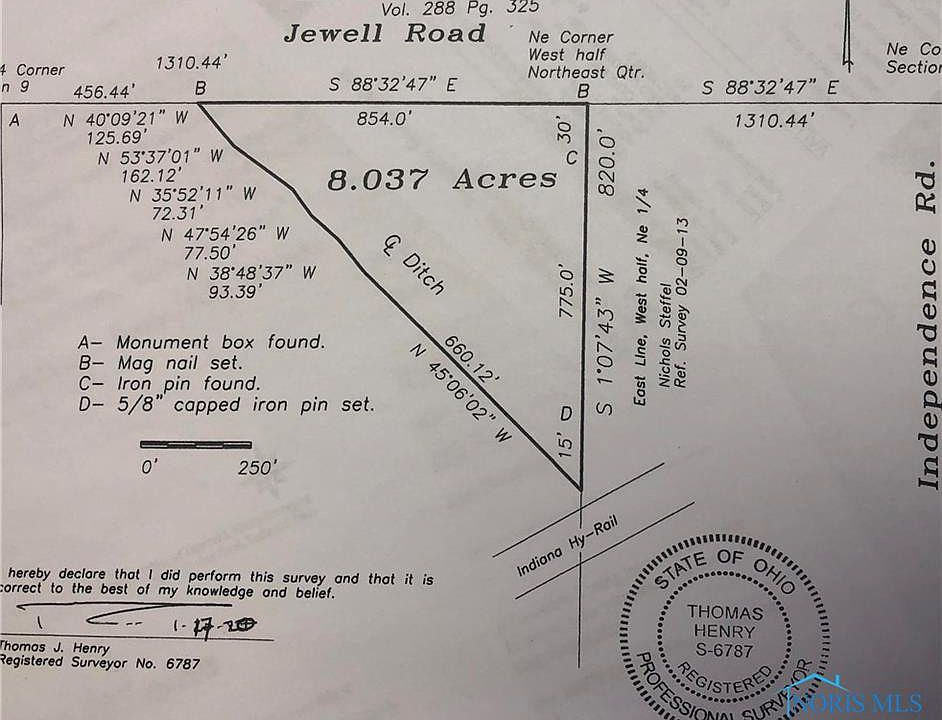 Vol. 288 Pg. 325
Jewell Road
Ne Corner
West half
Northeast Qtr.
Ne Co
Section
4 Corner
n 9
1310.44'
456.44'
B
S 88°32'47" E
B
S 88°32'47" E
A
N 40°09'21" W
125.69'
854.0'
30'
1310.44'
N 53°37'01" W
162.12'
C
820.0'
8.037 Acres
N 35°52'11" W
72.31'
N 47°54'26" W
77.50'
N 38°48'37" W
93.39'
℄ Ditch
775.0'
S 1°07'43" W
East LIne, West half, Ne 1/4
Nichols Steffel
Ref. Survey 02-09-13
Independence Rd.
660.12'
N 45°06'02" W
D
15'
A- Monument box found.
B- Mag nail set.
C- Iron pin found.
D- 5/8" capped iron pin set.
0' 250'
Indiana Hy-Rail
hereby declare that I did perform this survey and that it is
correct to the best of my knowledge and belief.
Thomas J. Henry
Registered Surveyor No. 6787
STATE OF OHIO
THOMAS
HENRY
S-6787
REGISTERED
PROFESSIONAL SURVEYOR
NORIS MLS